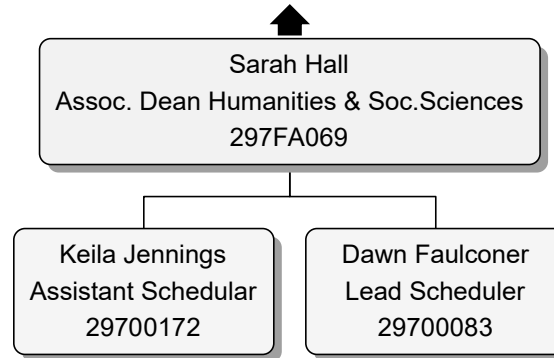 Sarah Hall
Assoc. Dean Humanities & Soc.Sciences
297FA069
Keila Jennings
Assistant Schedular
29700172
Dawn Faulconer
Lead Scheduler
29700083